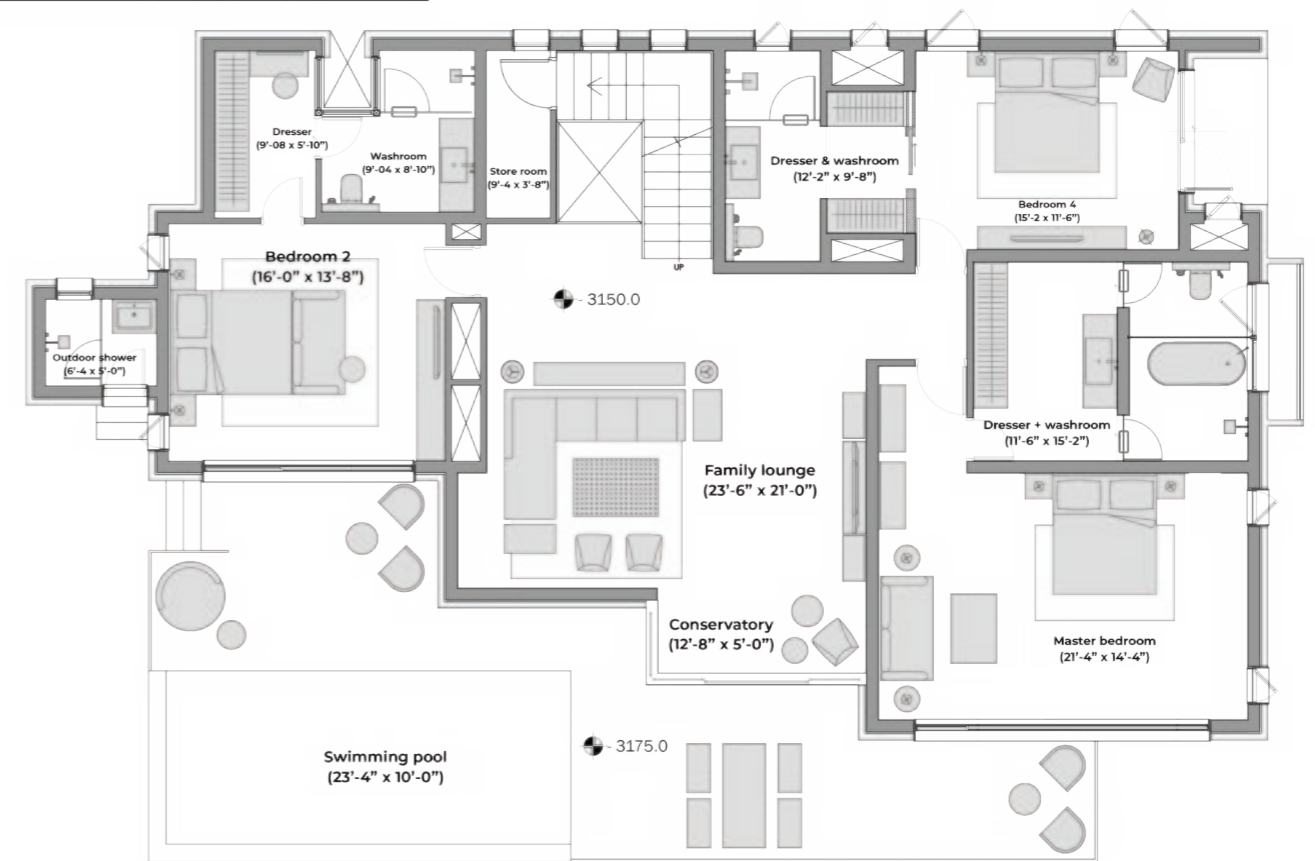 Dresser
(9'-08 x 5'-10")
Washroom
(9'-04 x 8'-10")
Store room
(9'-4 x 3'-8")
Dresser & washroom
(12'-2" x 9'-8")
Bedroom 4
(15'-2 x 11'-6")
UP
Bedroom 2
(16'-0" x 13'-8")
- 3150.0
Outdoor shower
(6'-4 x 5'-0")
Dresser + washroom
(11'-6" x 15'-2")
Family lounge
(23'-6" x 21'-0")
Conservatory
(12'-8" x 5'-0")
Master bedroom
(21'-4" x 14'-4")
- 3175.0
Swimming pool
(23'-4" x 10'-0")